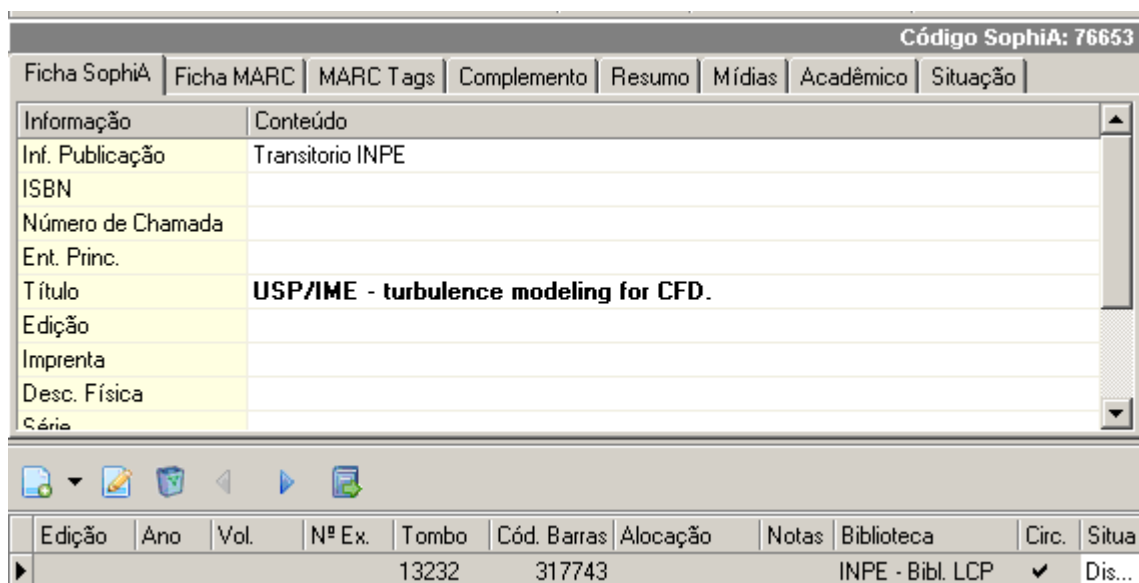 Código SophiA: 76653
Ficha SophiA Ficha MARC MARC Tags Complemento Resumo Mídias Acadêmico Situação
Informação Conteúdo
Inf. Publicação Transitorio INPE
ISBN
Número de Chamada
Ent. Princ.
Título USP/IME - turbulence modeling for CFD.
Edição
Imprenta
Desc. Física
Série
Edição Ano Vol. Nº Ex. Tombo Cód. Barras Alocação Notas Biblioteca Circ. Situa
13232 317743 INPE - Bibl. LCP ✔ Dis...